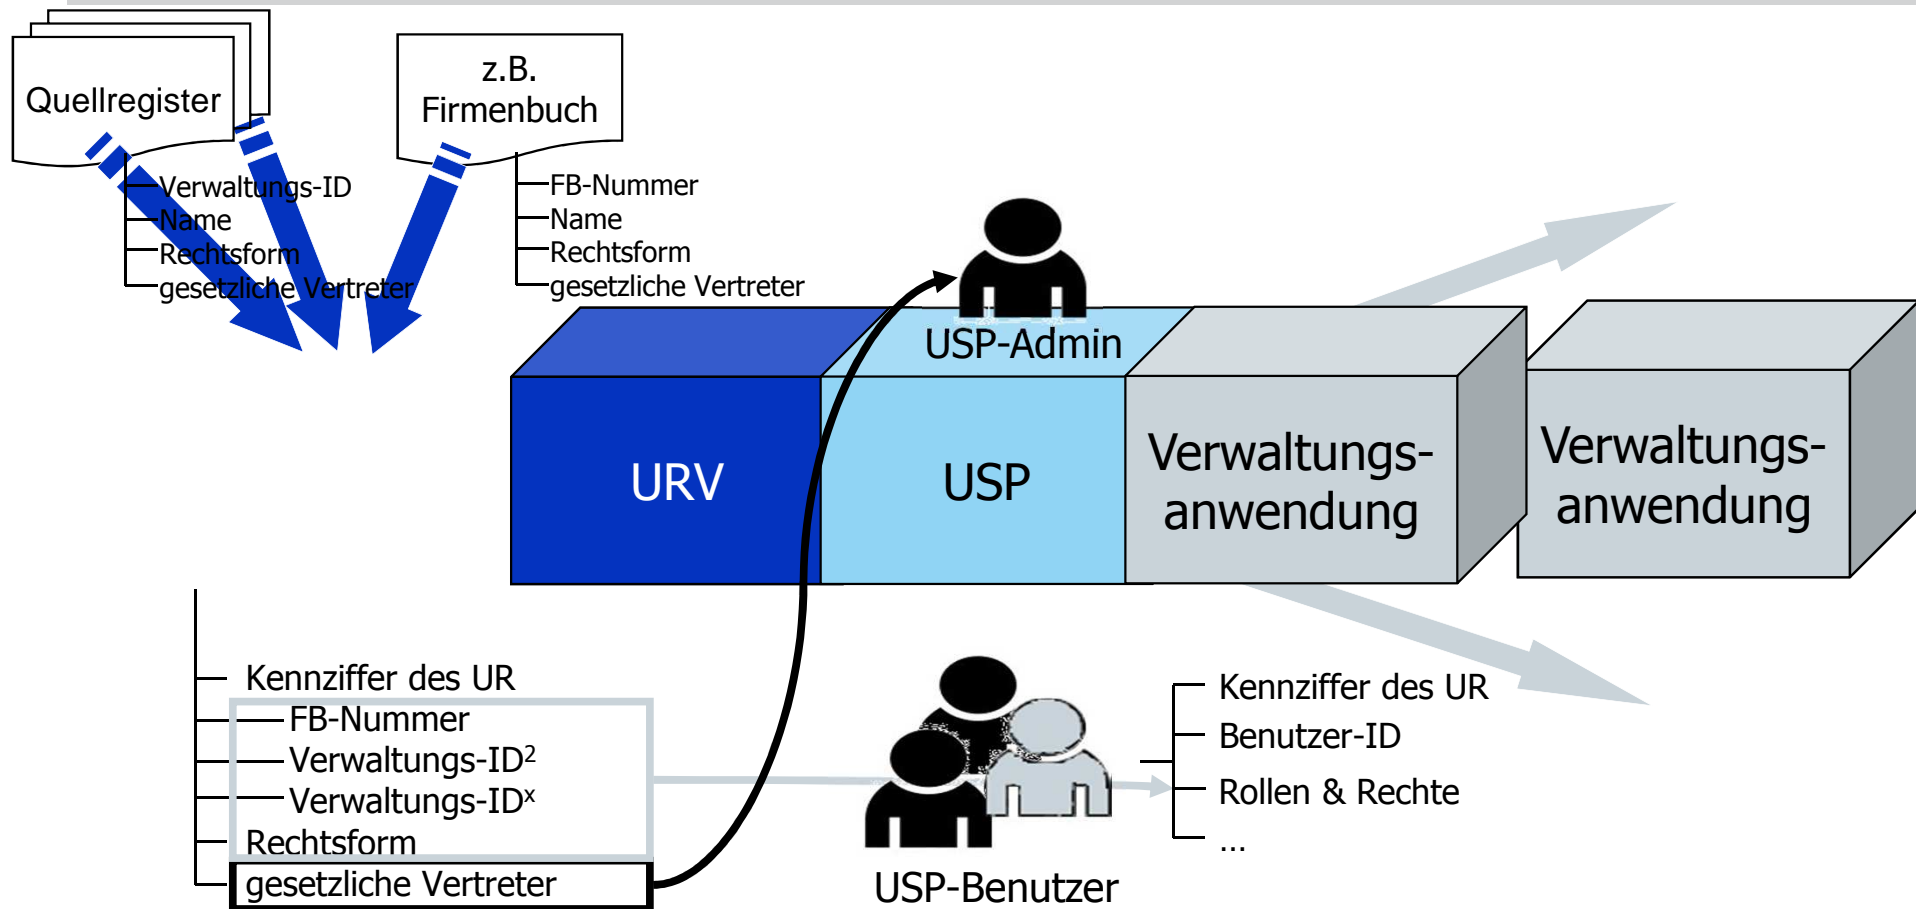 Quellregister
z.B.
Firmenbuch
Verwaltungs-ID
Name
Rechtsform
gesetzliche Vertreter
FB-Nummer
Name
Rechtsform
gesetzliche Vertreter
USP-Admin
URV
USP
Verwaltungs-
anwendung
Verwaltungs-
anwendung
Kennziffer des UR
FB-Nummer
Verwaltungs-ID²
Verwaltungs-IDˣ
Rechtsform
gesetzliche Vertreter
USP-Benutzer
Kennziffer des UR
Benutzer-ID
Rollen & Rechte
...